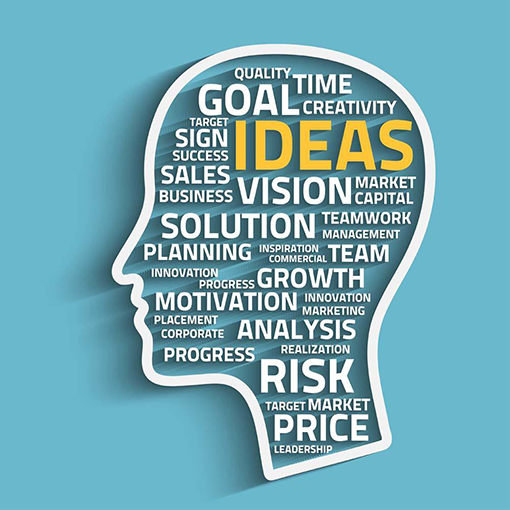 QUALITY TIME
GOAL CREATIVITY
TARGET
SIGN IDEAS
SUCCESS
SALES VISION MARKET
BUSINESS CAPITAL
SOLUTION TEAMWORK
MANAGEMENT
PLANNING INSPIRATION TEAM
COMMERCIAL
INNOVATION PROGRESS GROWTH
MOTIVATION INNOVATION
MARKETING
PLACEMENT ANALYSIS
CORPORATE
PROGRESS REALIZATION
RISK
TARGET MARKET
PRICE
LEADERSHIP